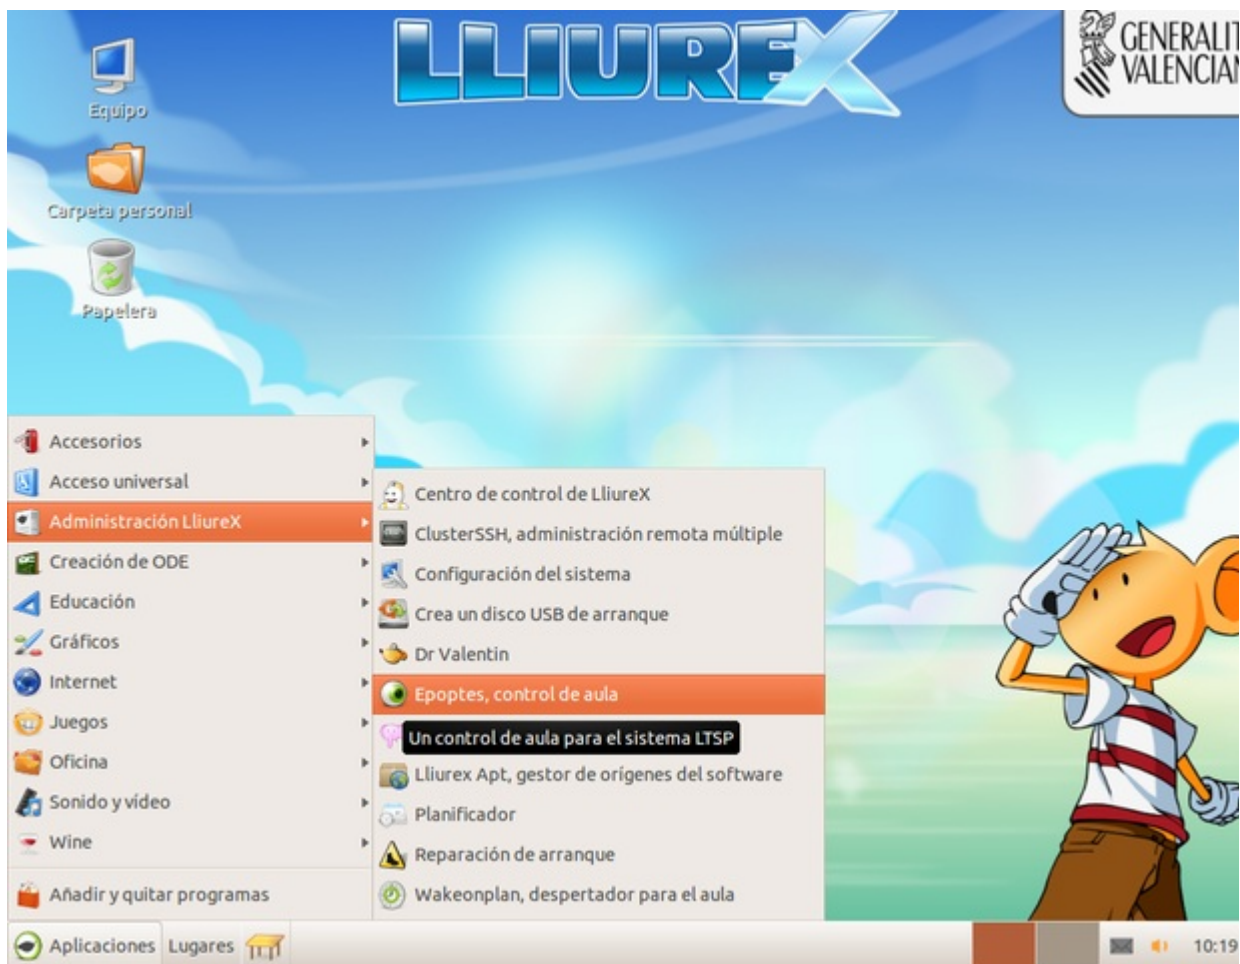 LLIUREX
GENERALIT
VALENCIAN
Equipo
Carpeta personal
Papelera
Accesorios
Acceso universal
Administración LliureX
Creación de ODE
Educación
Gráficos
Internet
Juegos
Oficina
Sonido y vídeo
Wine
Añadir y quitar programas
Centro de control de LliureX
ClusterSSH, administración remota múltiple
Configuración del sistema
Crea un disco USB de arranque
Dr Valentin
Epoptes, control de aula
Un control de aula para el sistema LTSP
Lliurex Apt, gestor de orígenes del software
Planificador
Reparación de arranque
Wakeonplan, despertador para el aula
Aplicaciones Lugares 10:19